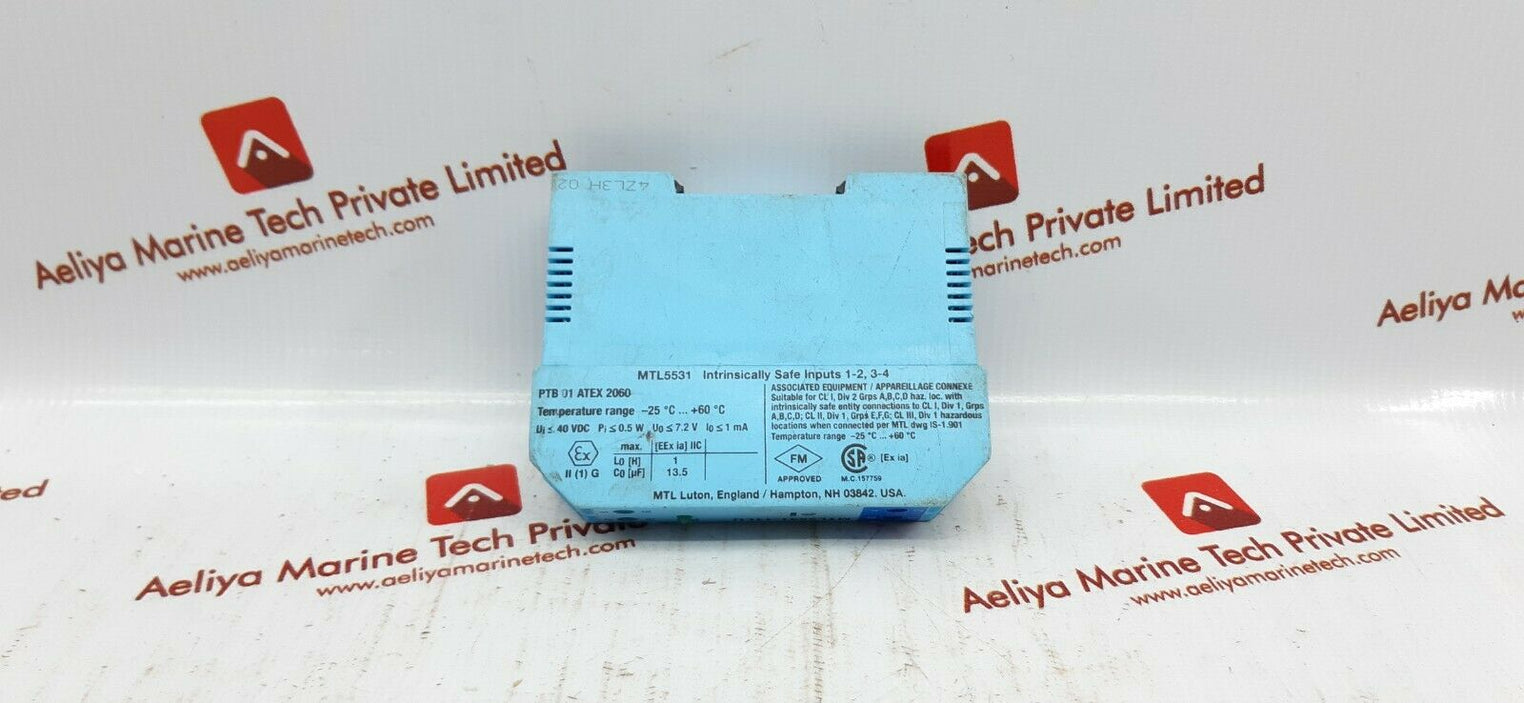 Aeliya Marine Tech Private Limited
www.aeliyamarinetech.com
ech Private Limited
marinetech.com
Aeliya Ma
4ZL3H 02
MTL5531 Intrinsically Safe Inputs 1-2, 3-4
PTB 01 ATEX 2060
Temperature range -25 °C ... +60 °C
Ui ≤ 40 VDC Pi ≤ 0.5 W Uo ≤ 7.2 V Io ≤ 1 mA
max. [EEx ia] IIC
Lo [H] 1
Co [µF] 13.5
Ex
II (1) G
ASSOCIATED EQUIPMENT / APPAREILLAGE CONNEXE
Suitable for CL I, Div 2 Grps A,B,C,D haz. loc. with
intrinsically safe entity connections to CL I, Div 1, Grps
A,B,C,D; CL II, Div 1, Grps E,F,G; CL III, Div 1 hazardous
locations when connected per MTL dwg IS-1.901
Temperature range -25 °C ... +60 °C
FM
APPROVED
SA® [Ex ia]
M.C.157759
MTL Luton, England / Hampton, NH 03842. USA.
ed
Aeliya Marine Tech Private
www.aeliyamarinetech.com
Aeliya Marine Tech Private Limited
www.aeliyamarinetech.com